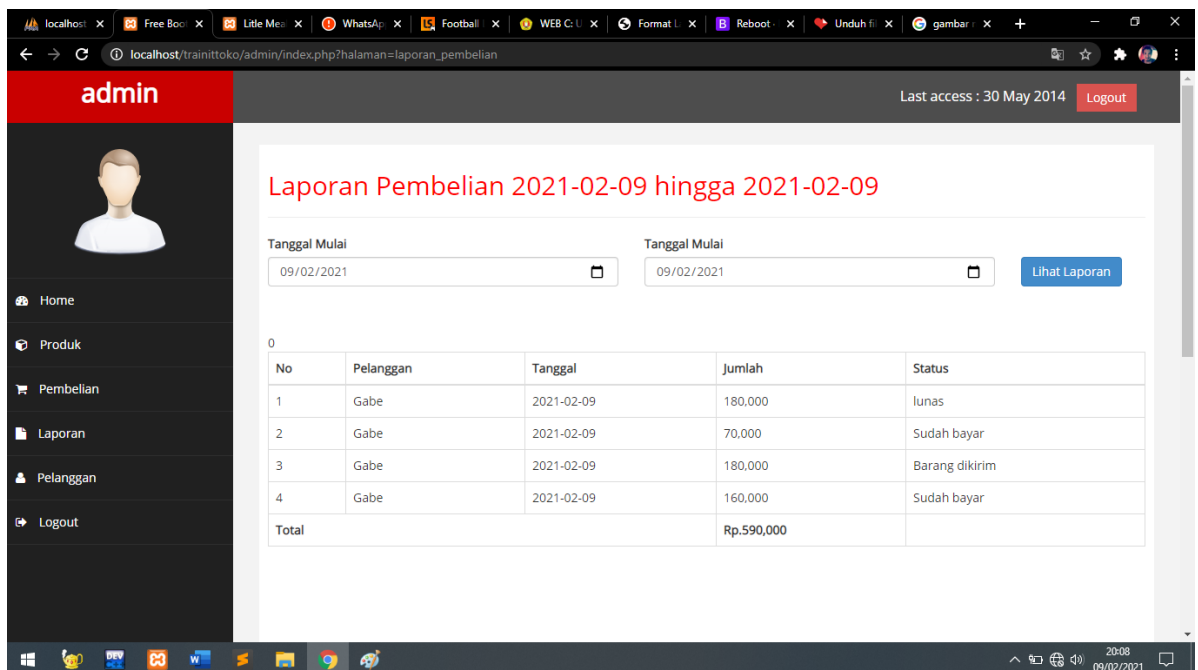 localhost
Free Boot
Litle Mea
WhatsAp
Football
WEB C: U
Format L
Reboot
Unduh fi
gambar r
localhost/trainittoko/admin/index.php?halaman=laporan_pembelian
admin
Last access : 30 May 2014 Logout
Laporan Pembelian 2021-02-09 hingga 2021-02-09
Tanggal Mulai Tanggal Mulai
09/02/2021 09/02/2021 Lihat Laporan
Home
Produk
Pembelian
Laporan
Pelanggan
Logout
0
No Pelanggan Tanggal Jumlah Status
1 Gabe 2021-02-09 180,000 lunas
2 Gabe 2021-02-09 70,000 Sudah bayar
3 Gabe 2021-02-09 180,000 Barang dikirim
4 Gabe 2021-02-09 160,000 Sudah bayar
Total Rp.590,000
DEV
W
20:08
09/02/2021